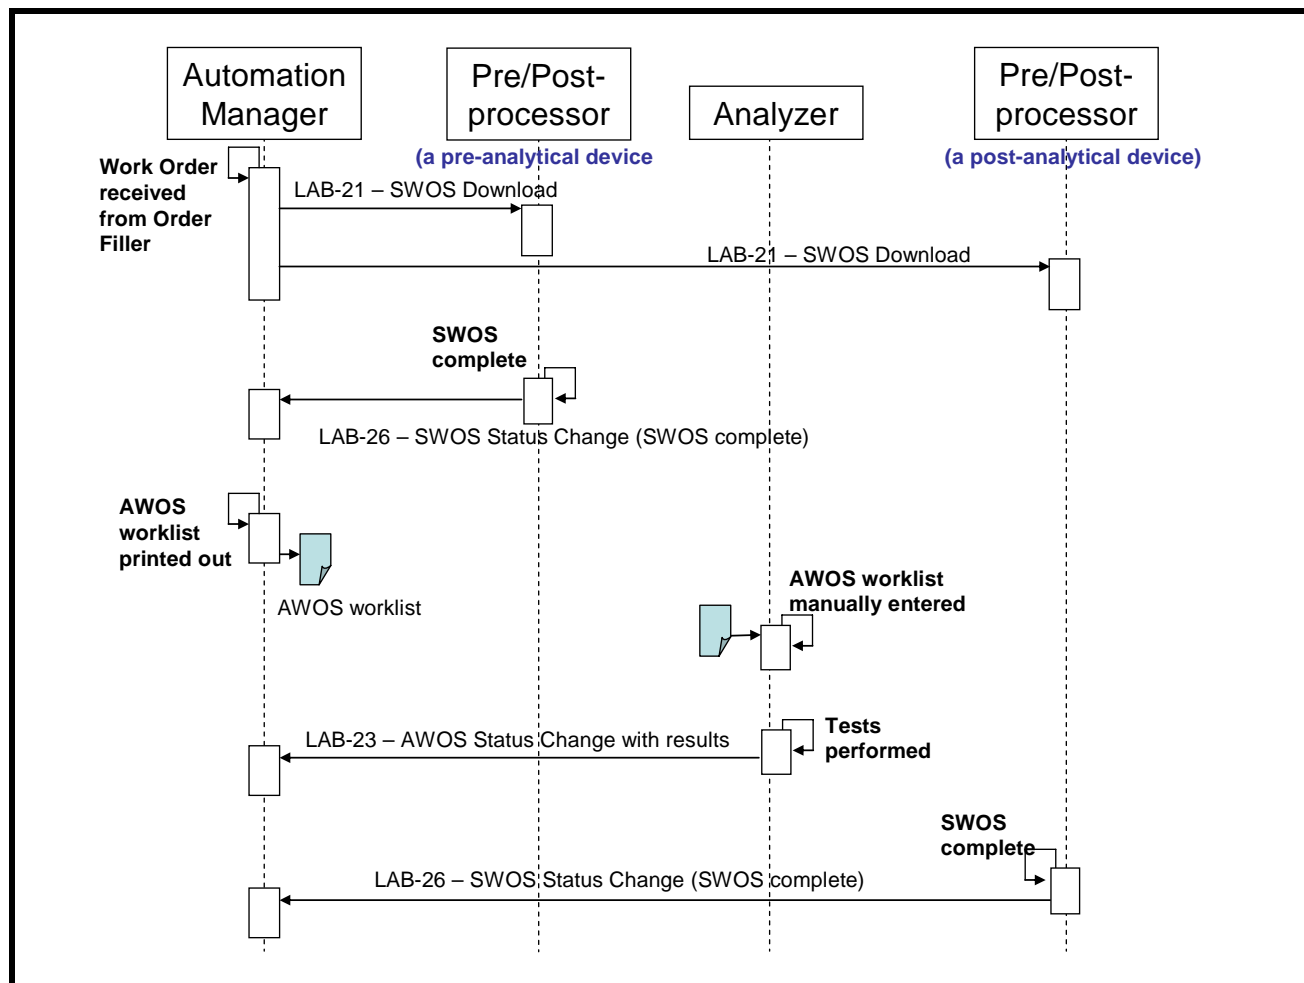 Automation
Manager
Pre/Post-
processor
Analyzer
Pre/Post-
processor
(a pre-analytical device
(a post-analytical device)
Work Order
received
from Order
Filler
LAB-21 – SWOS Download
LAB-21 – SWOS Download
SWOS
complete
LAB-26 – SWOS Status Change (SWOS complete)
AWOS
worklist
printed out
AWOS worklist
AWOS worklist
manually entered
LAB-23 – AWOS Status Change with results
Tests
performed
SWOS
complete
LAB-26 – SWOS Status Change (SWOS complete)